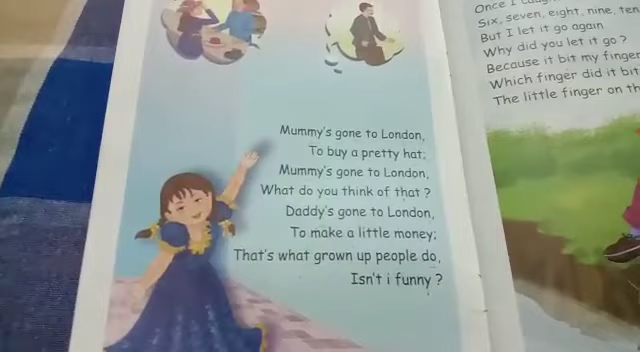 Mummy's gone to London,
To buy a pretty hat;
Mummy's gone to London,
What do you think of that ?
Daddy's gone to London,
To make a little money;
That's what grown up people do,
Isn't i funny ?
Once I
Six, seven, eight, nine, ten
But I let it go again
Why did you let it go ?
Because it bit my finger
Which finger did it bit
The little finger on